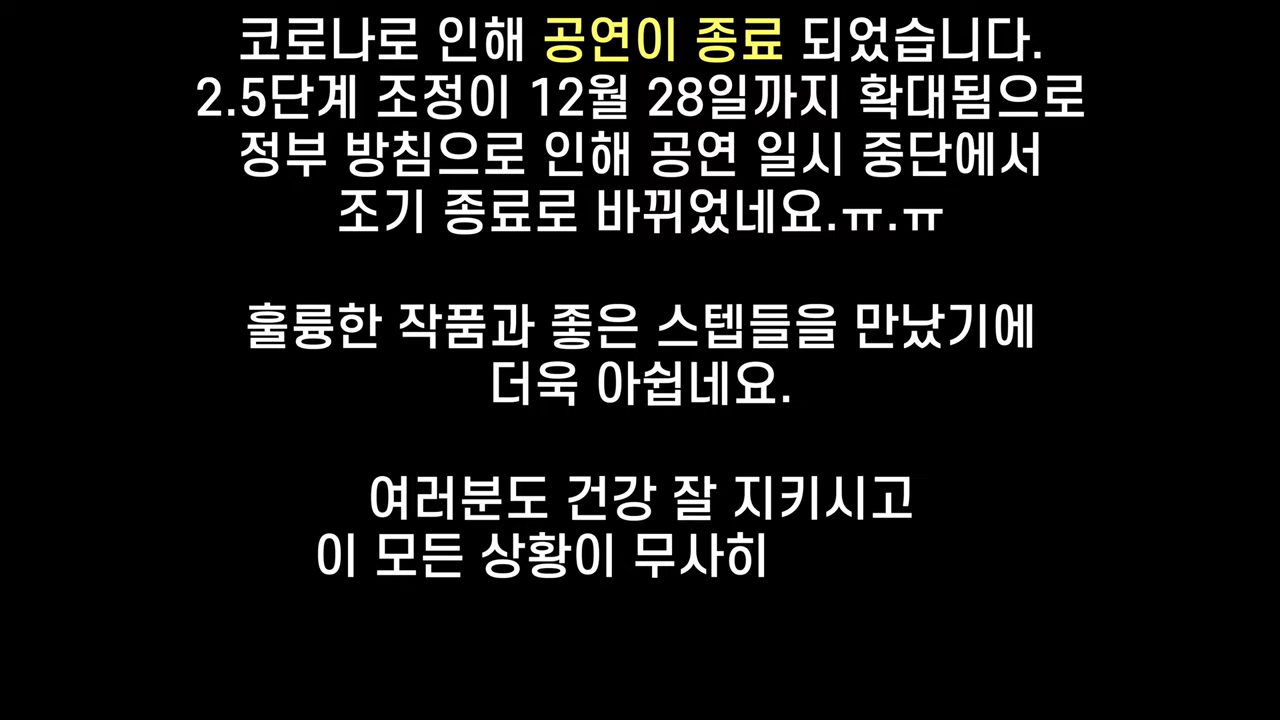 코로나로 인해 공연이 종료 되었습니다.
2.5단계 조정이 12월 28일까지 확대됨으로
정부 방침으로 인해 공연 일시 중단에서
조기 종료로 바뀌었네요.ㅠ.ㅠ
훌륭한 작품과 좋은 스텝들을 만났기에
더욱 아쉽네요.
여러분도 건강 잘 지키시고
이 모든 상황이 무사히